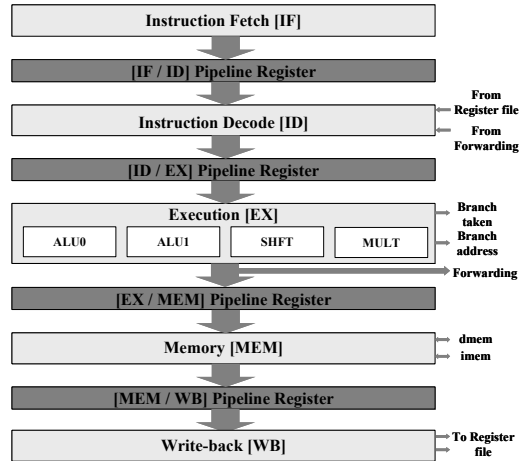 Instruction Fetch [IF]
[IF / ID] Pipeline Register
From
Register file
Instruction Decode [ID]
From
Forwarding
[ID / EX] Pipeline Register
Execution [EX]
Branch
taken
ALU0 ALU1 SHFT MULT
Branch
address
Forwarding
[EX / MEM] Pipeline Register
Memory [MEM]
dmem
imem
[MEM / WB] Pipeline Register
Write-back [WB]
To Register
file